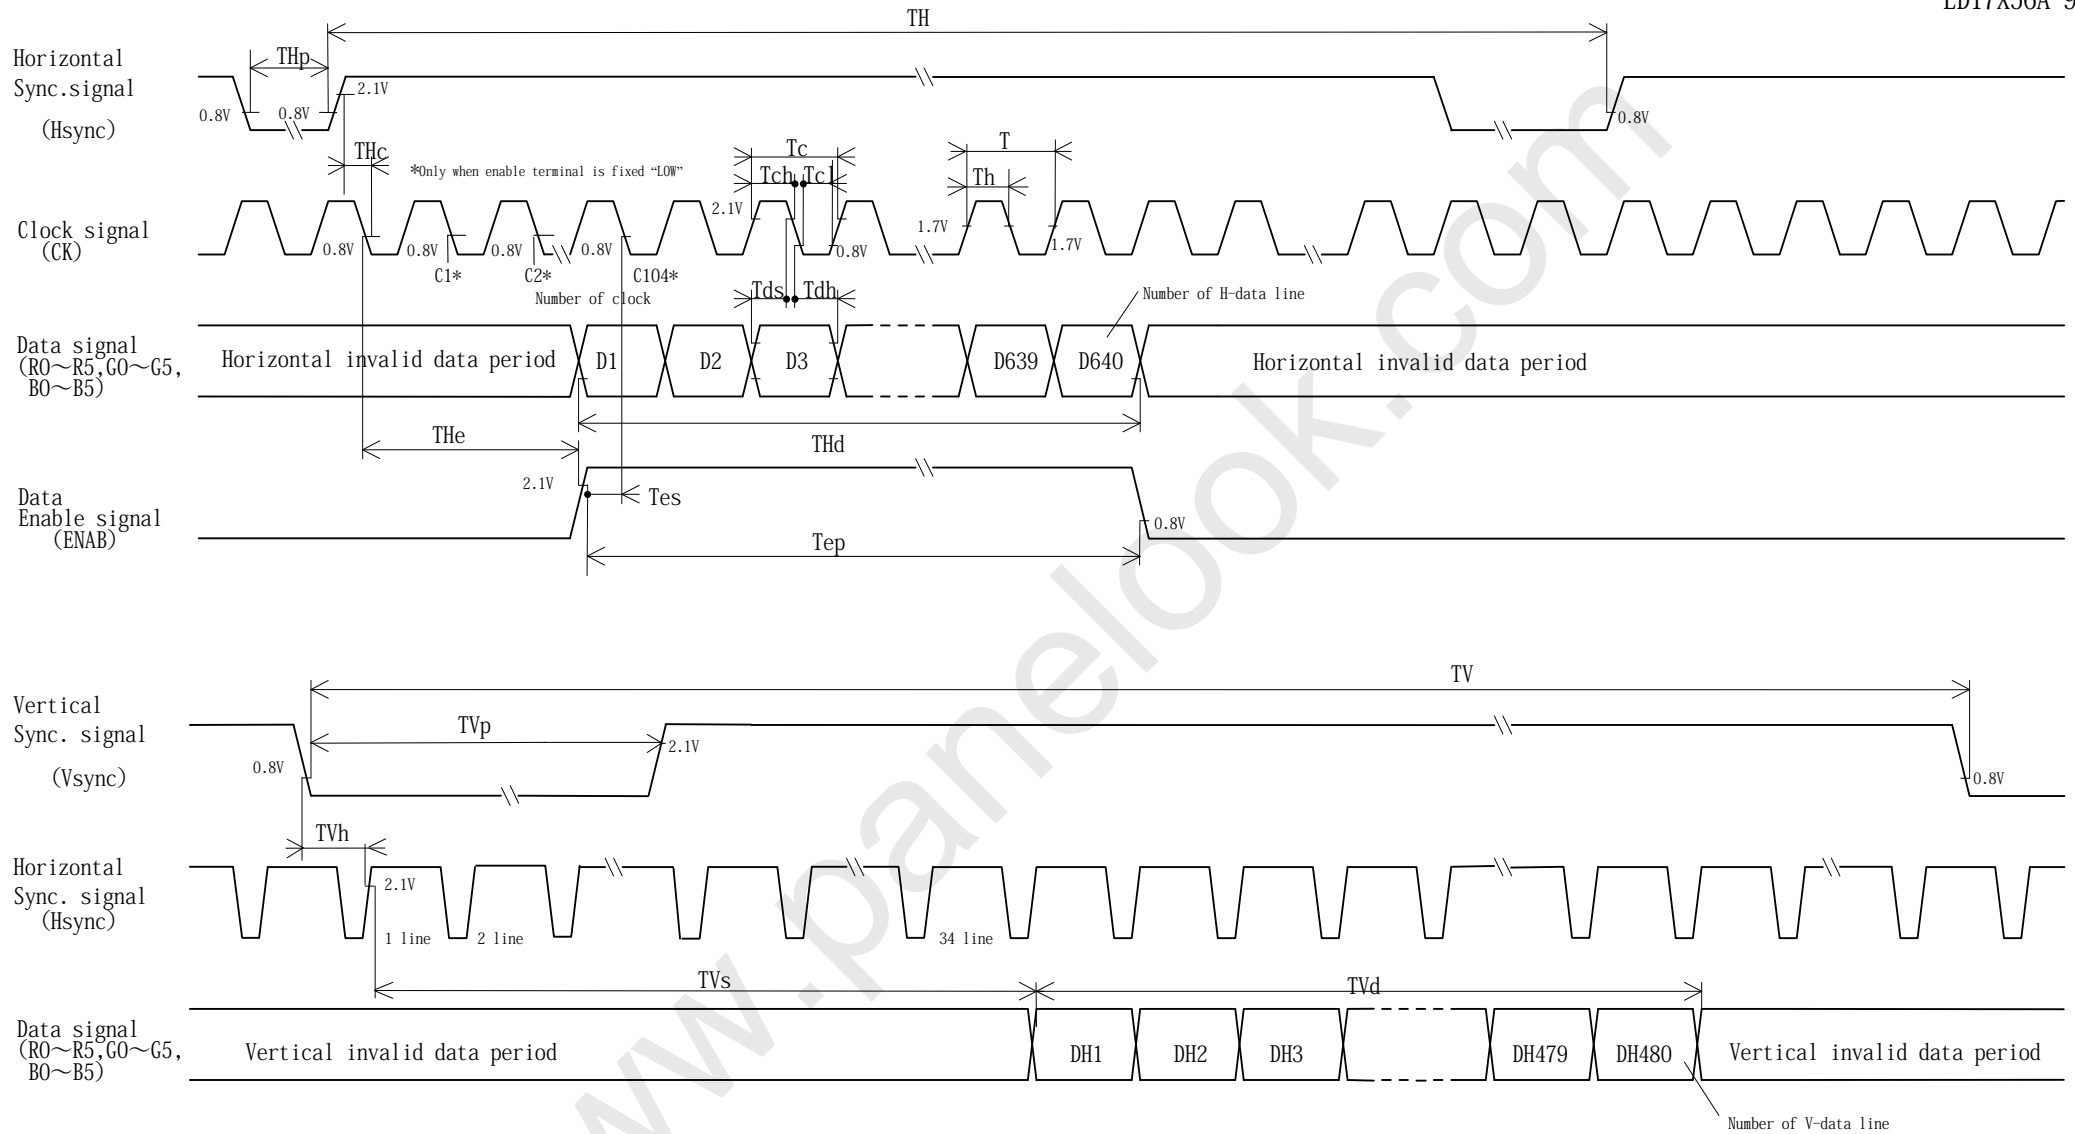 TH
Horizontal
Sync.signal
(Hsync)
THp
2.1V
0.8V
0.8V
0.8V
THc
*Only when enable terminal is fixed “LOW”
Tc
Tch
Tcl
T
Th
Clock signal
(CK)
2.1V
1.7V
1.7V
0.8V
0.8V
0.8V
0.8V
0.8V
C1*
C2*
C104*
Number of clock
Tds
Tdh
Number of H-data line
Data signal
(R0～R5,G0～G5,
B0～B5)
Horizontal invalid data period
D1
D2
D3
D639
D640
Horizontal invalid data period
THe
THd
2.1V
Tes
Data
Enable signal
(ENAB)
0.8V
Tep
TV
Vertical
Sync. signal
(Vsync)
TVp
2.1V
0.8V
0.8V
TVh
Horizontal
Sync. signal
(Hsync)
2.1V
1 line
2 line
34 line
TVs
TVd
Data signal
(R0～R5,G0～G5,
B0～B5)
Vertical invalid data period
DH1
DH2
DH3
DH479
DH480
Vertical invalid data period
Number of V-data line
w.panelook.com